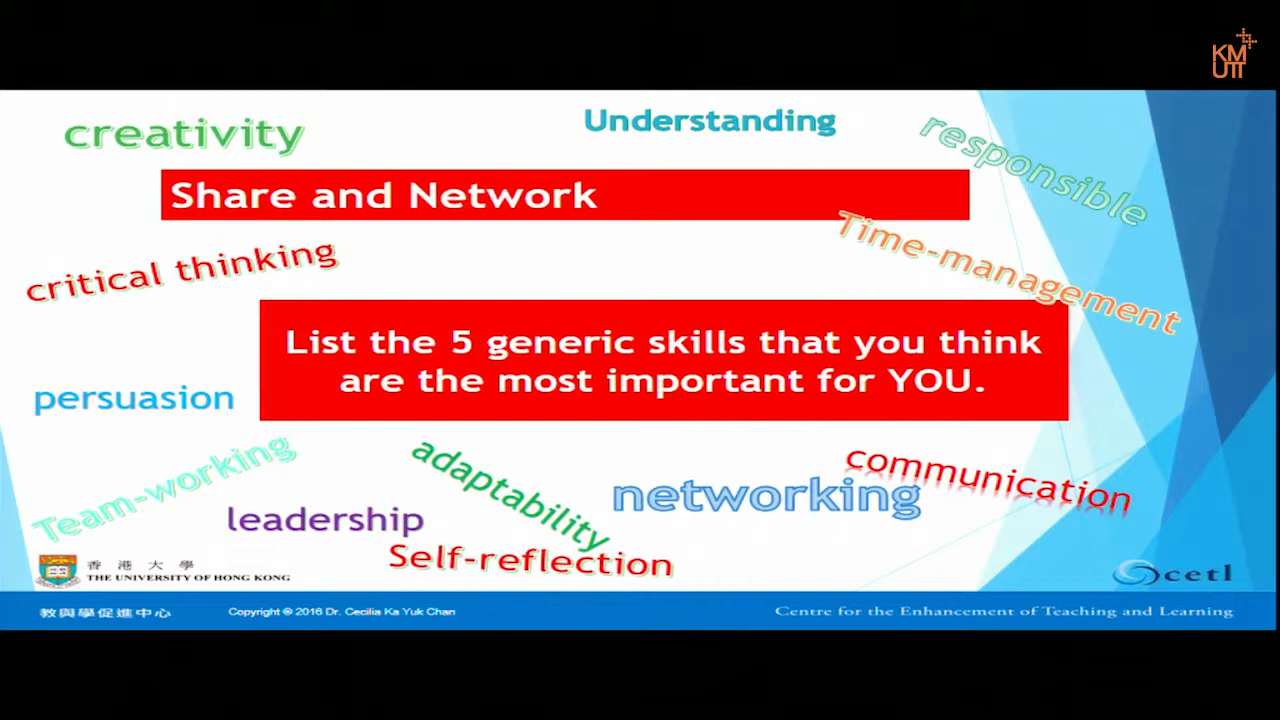 KM
UTT
creativity
Understanding
responsible
Share and Network
Time-management
critical thinking
List the 5 generic skills that you think
are the most important for YOU.
persuasion
Team-working
adaptability
communication
networking
leadership
Self-reflection
香港大學
THE UNIVERSITY OF HONG KONG
cetl
教與學促進中心
Copyright © 2016 Dr. Cecilia Ka Yuk Chan
Centre for the Enhancement of Teaching and Learning